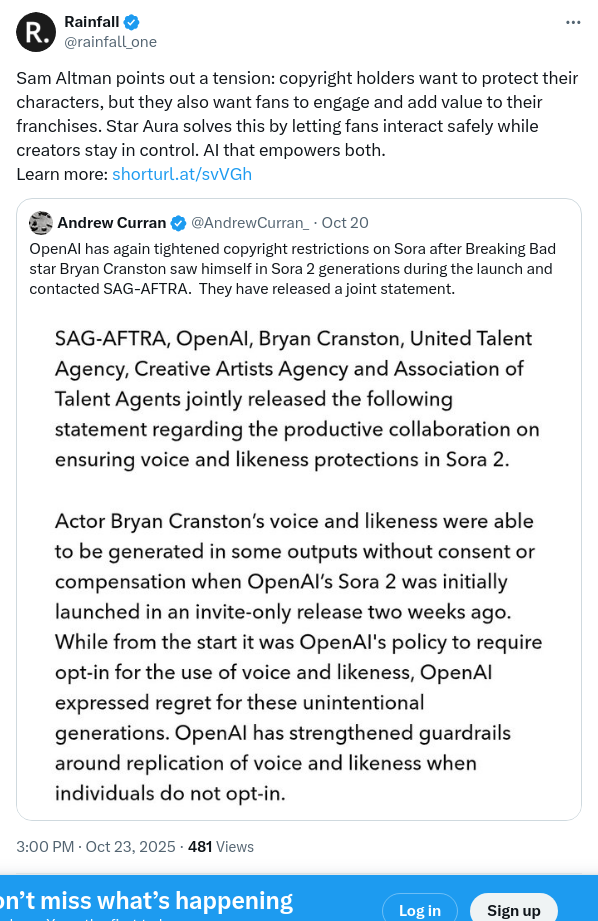 R.
Rainfall
@rainfall_one
Sam Altman points out a tension: copyright holders want to protect their
characters, but they also want fans to engage and add value to their
franchises. Star Aura solves this by letting fans interact safely while
creators stay in control. AI that empowers both.
Learn more: shorturl.at/svVGh
Andrew Curran @AndrewCurran_ · Oct 20
OpenAI has again tightened copyright restrictions on Sora after Breaking Bad
star Bryan Cranston saw himself in Sora 2 generations during the launch and
contacted SAG-AFTRA.  They have released a joint statement.
SAG-AFTRA, OpenAI, Bryan Cranston, United Talent
Agency, Creative Artists Agency and Association of
Talent Agents jointly released the following
statement regarding the productive collaboration on
ensuring voice and likeness protections in Sora 2.
Actor Bryan Cranston’s voice and likeness were able
to be generated in some outputs without consent or
compensation when OpenAI’s Sora 2 was initially
launched in an invite-only release two weeks ago.
While from the start it was OpenAI's policy to require
opt-in for the use of voice and likeness, OpenAI
expressed regret for these unintentional
generations. OpenAI has strengthened guardrails
around replication of voice and likeness when
individuals do not opt-in.
3:00 PM · Oct 23, 2025 · 481 Views
on’t miss what’s happening
Log in
Sign up